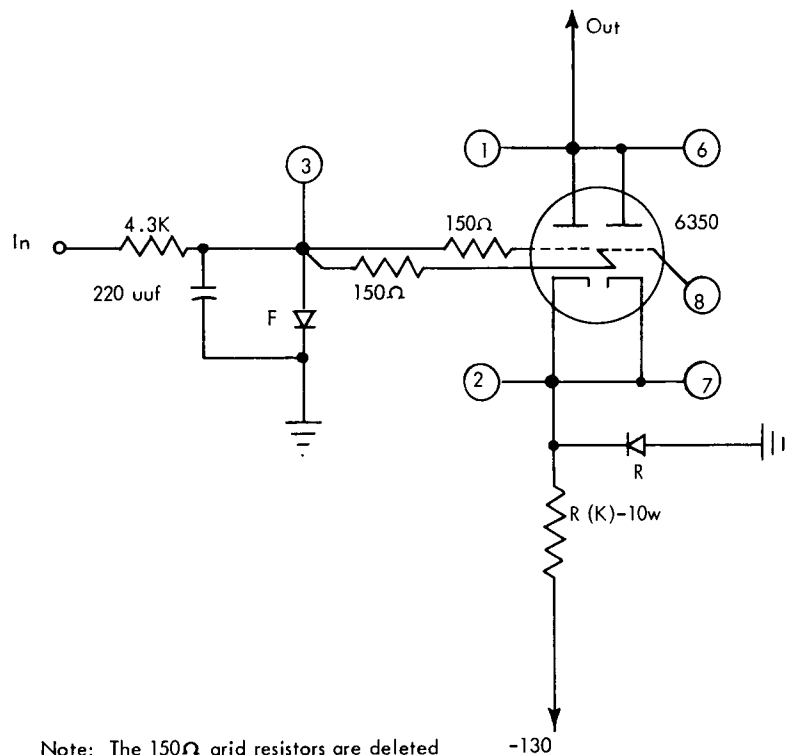 Out
1
6
3
6350
4.3K
150Ω
In
150Ω
8
220 uuf
F
2
7
R
R (K)-10w
-130
Note: The 150Ω grid resistors are deleted